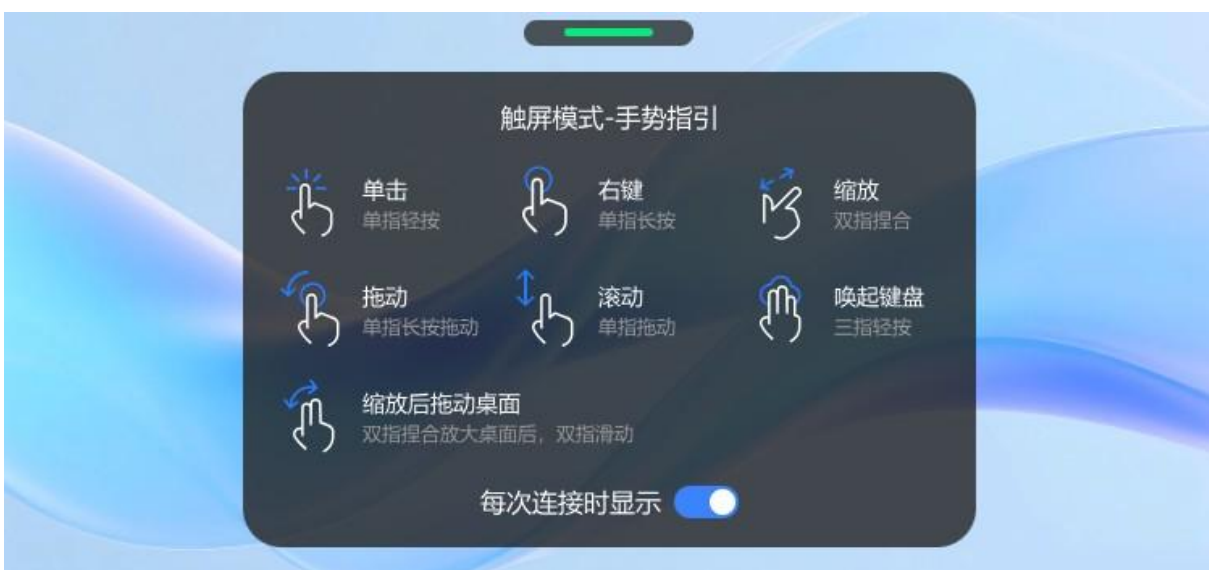 触屏模式-手势指引
单击
单指轻按
右键
单指长按
缩放
双指捏合
拖动
单指长按拖动
滚动
单指拖动
唤起键盘
三指轻按
缩放后拖动桌面
双指捏合放大桌面后，双指滑动
每次连接时显示